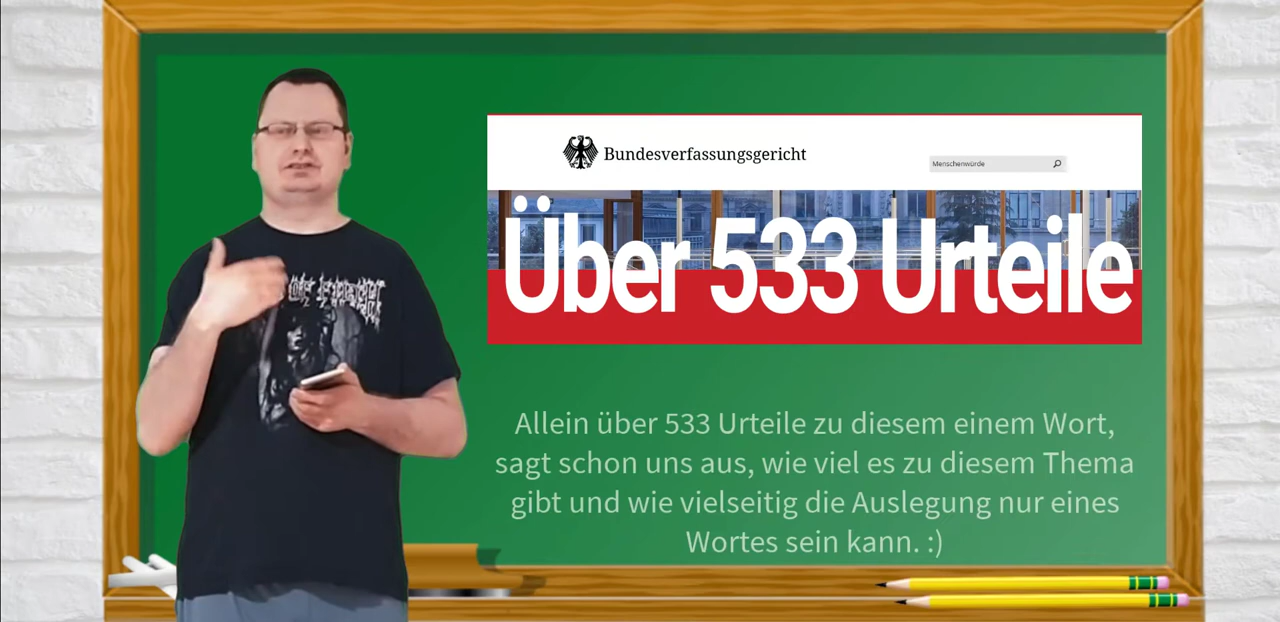 Bundesverfassungsgericht
Menschenwürde
Über 533 Urteile
Allein über 533 Urteile zu diesem einem Wort,
sagt schon uns aus, wie viel es zu diesem Thema
gibt und wie vielseitig die Auslegung nur eines
Wortes sein kann. :)